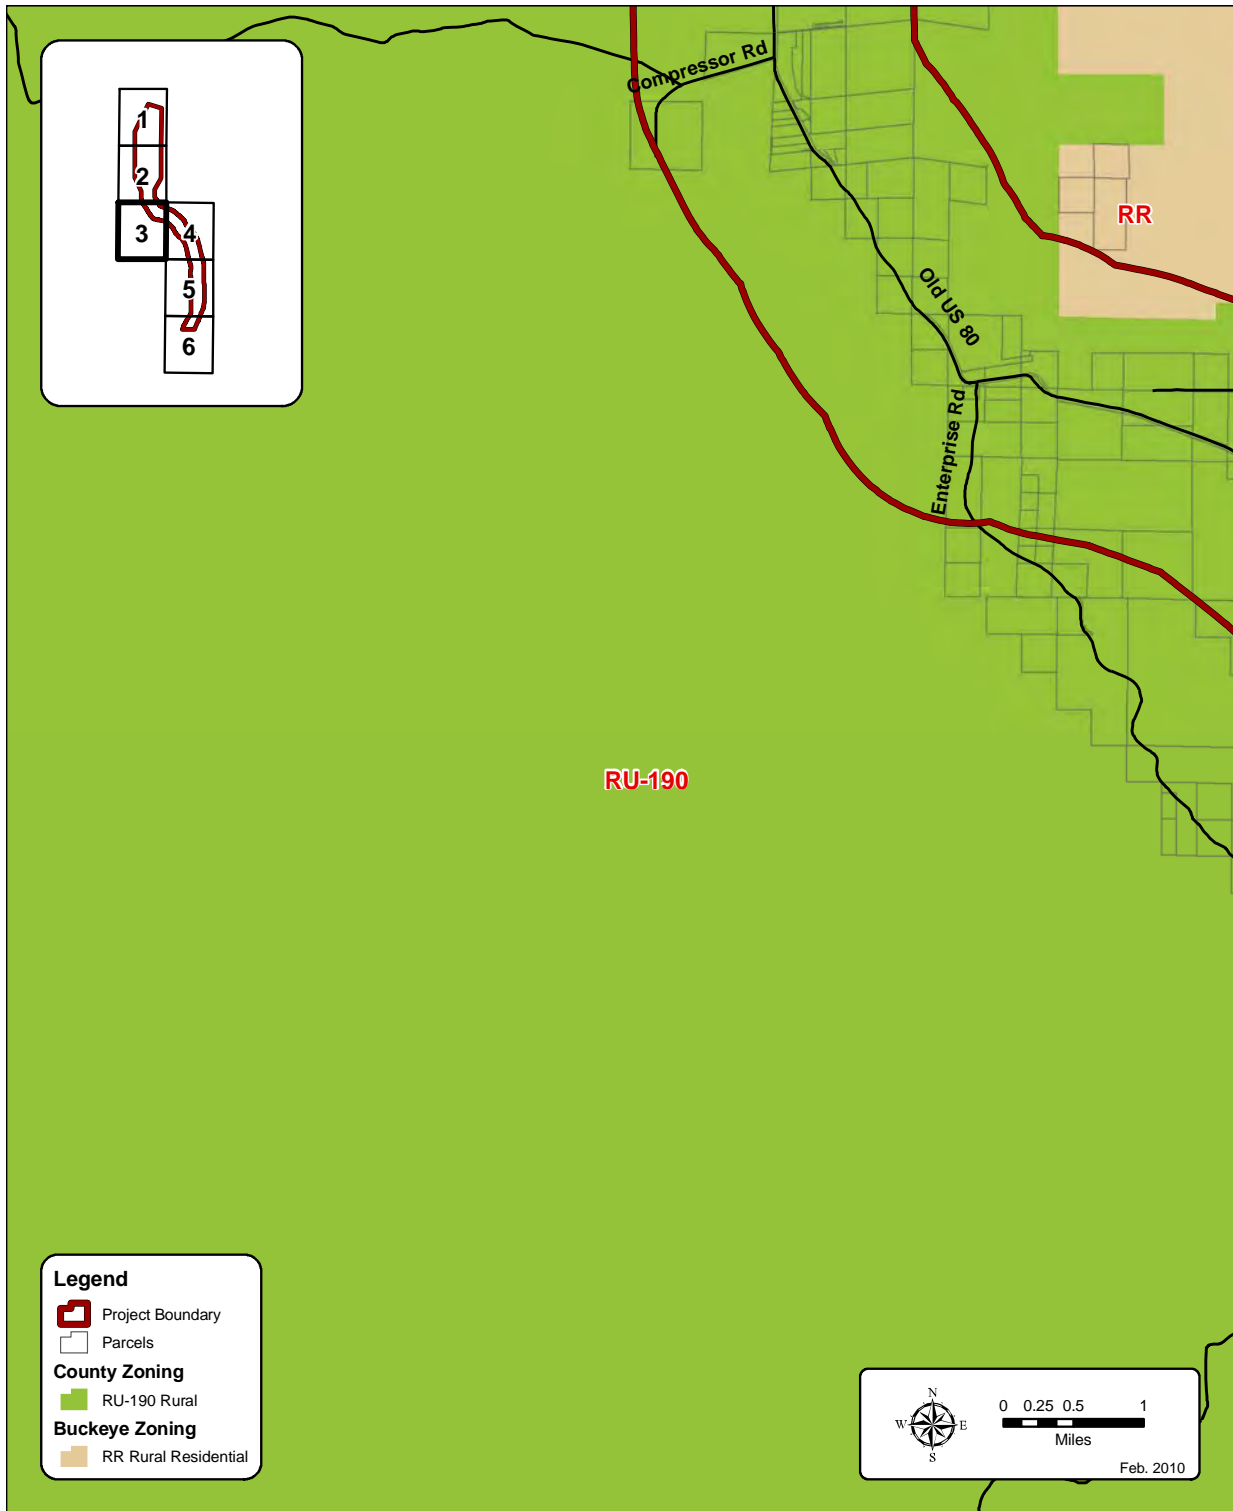 1
2
3
4
5
6
Compressor Rd
RR
Old US 80
Enterprise Rd
RU-190
Legend
Project Boundary
Parcels
County Zoning
RU-190 Rural
Buckeye Zoning
RR Rural Residential
N
W E
S
0 0.25 0.5 1
Miles
Feb. 2010